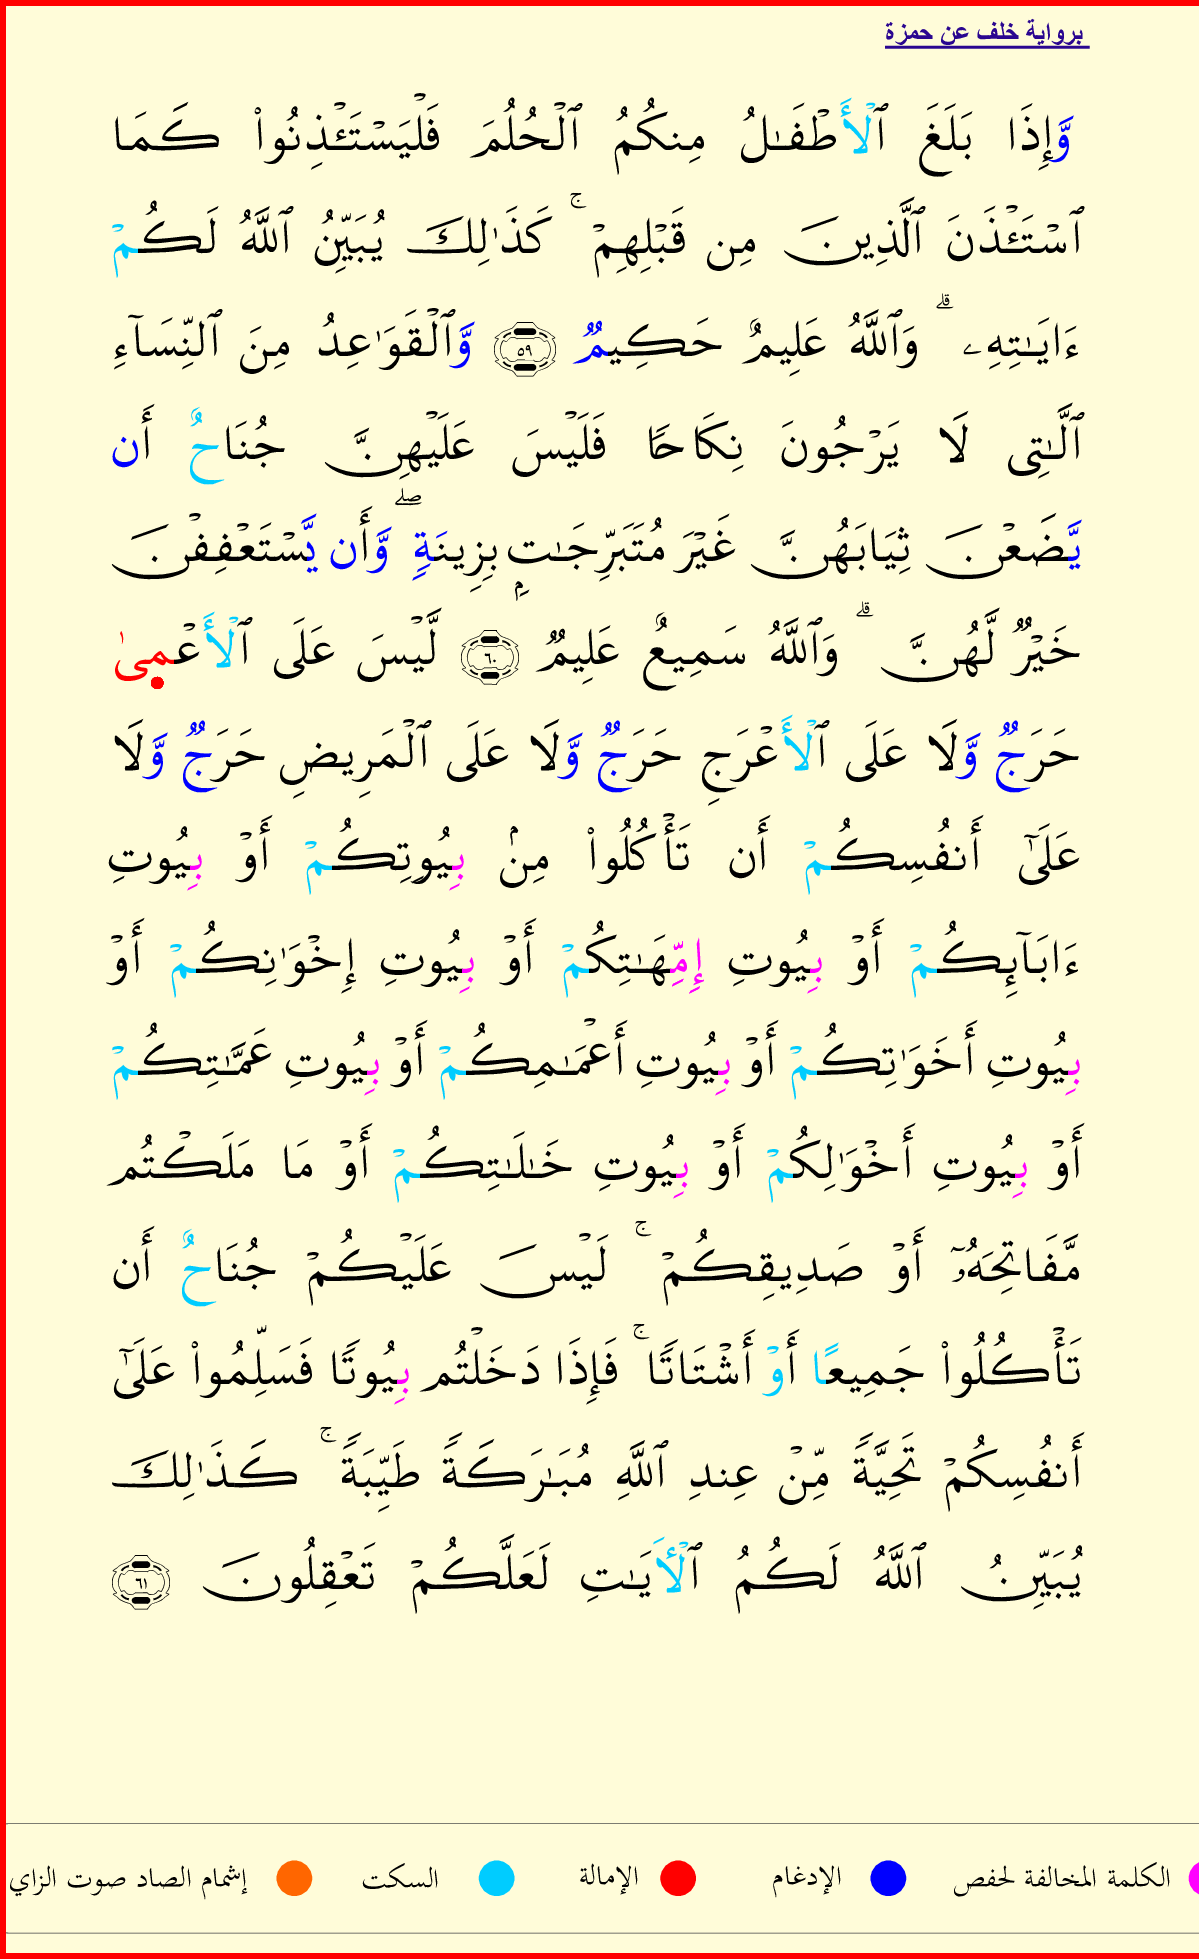 برواية خلف عن حمزة
وَّإِذَا بَلَغَ ٱلْأَطْفَـٰلُ مِنكُمُ ٱلْحُلُمَ فَلْيَسْتَـْٔذِنُوا۟ كَمَا
ٱسْتَـْٔذَنَ ٱلَّذِينَ مِن قَبْلِهِمْ ۚ كَذَٰلِكَ يُبَيِّنُ ٱللَّهُ لَكُمْ
ءَايَـٰتِهِۦ ۗ وَٱللَّهُ عَلِيمٌ حَكِيمٌ ٥٩ وَّٱلْقَوَٰعِدُ مِنَ ٱلنِّسَآءِ
ٱلَّـٰتِى لَا يَرْجُونَ نِكَاحًا فَلَيْسَ عَلَيْهِنَّ جُنَاحٌ أَن
يَّضَعْنَ ثِيَابَهُنَّ غَيْرَ مُتَبَرِّجَـٰتٍۭ بِزِينَةٍ ۖ وَّأَن يَّسْتَعْفِفْنَ
خَيْرٌ لَّهُنَّ ۗ وَٱللَّهُ سَمِيعٌ عَلِيمٌ ٦٠ لَّيْسَ عَلَى ٱلْأَعْمىٰ
حَرَجٌ وَّلَا عَلَى ٱلْأَعْرَجِ حَرَجٌ وَّلَا عَلَى ٱلْمَرِيضِ حَرَجٌ وَّلَا
عَلَىٰٓ أَنفُسِكُمْ أَن تَأْكُلُوا۟ مِنۢ بِيُوتِكُمْ أَوْ بِيُوتِ
ءَابَآئِكُمْ أَوْ بِيُوتِ إِمِّهَـٰتِكُمْ أَوْ بِيُوتِ إِخْوَٰنِكُمْ أَوْ
بِيُوتِ أَخَوَٰتِكُمْ أَوْ بِيُوتِ أَعْمَـٰمِكُمْ أَوْ بِيُوتِ عَمَّـٰتِكُمْ
أَوْ بِيُوتِ أَخْوَٰلِكُمْ أَوْ بِيُوتِ خَـٰلَـٰتِكُمْ أَوْ مَا مَلَكْتُم
مَّفَاتِحَهُۥٓ أَوْ صَدِيقِكُمْ ۚ لَيْسَ عَلَيْكُمْ جُنَاحٌ أَن
تَأْكُلُوا۟ جَمِيعًا أَوْ أَشْتَاتًا ۚ فَإِذَا دَخَلْتُم بِيُوتًا فَسَلِّمُوا۟ عَلَىٰٓ
أَنفُسِكُمْ تَحِيَّةً مِّنْ عِندِ ٱللَّهِ مُبَـٰرَكَةً طَيِّبَةً ۚ كَذَٰلِكَ
يُبَيِّنُ ٱللَّهُ لَكُمُ ٱلْأَيَـٰتِ لَعَلَّكُمْ تَعْقِلُونَ ٦١
الكلمة المخالفة لحفص الإدغام الإمالة السكت إشمام الصاد صوت الزاي